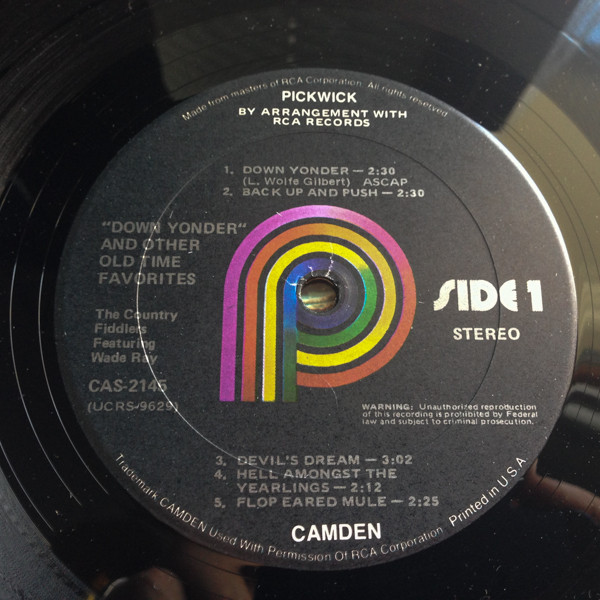 Made from masters of RCA Corporation. All rights reserved
PICKWICK
BY ARRANGEMENT WITH
RCA RECORDS
1. DOWN YONDER — 2:30
(L. Wolfe Gilbert) ASCAP
2. BACK UP AND PUSH — 2:30
"DOWN YONDER"
AND OTHER
OLD TIME
FAVORITES
The Country
Fiddlers
Featuring
Wade Ray
CAS-2145
(UCRS-9629)
SIDE 1
STEREO
WARNING: Unauthorized reproduction
of this recording is prohibited by Federal
law and subject to criminal prosecution.
3. DEVIL'S DREAM — 3:02
4. HELL AMONGST THE
YEARLINGS — 2:12
5. FLOP EARED MULE — 2:25
CAMDEN
Trademark CAMDEN Used With Permission Of RCA Corporation - Printed in U.S.A